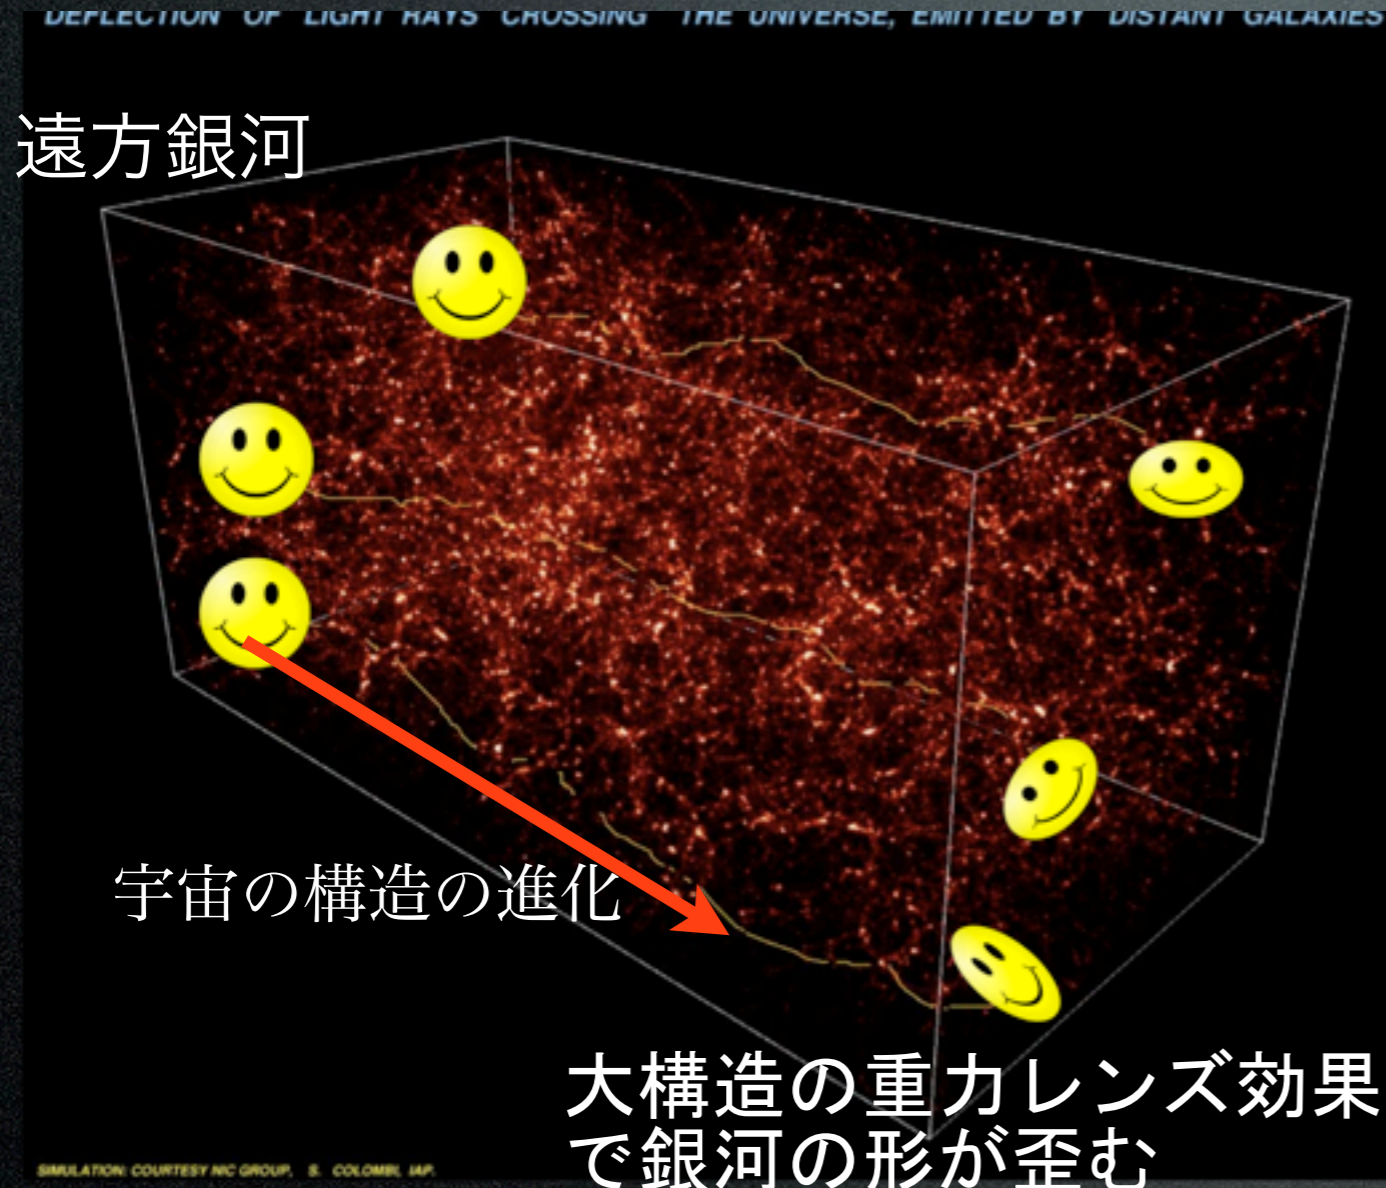 DEFLECTION OF LIGHT RAYS CROSSING THE UNIVERSE, EMITTED BY DISTANT GALAXIES
遠方銀河
宇宙の構造の進化
大構造の重力レンズ効果
で銀河の形が歪む
SIMULATION: COURTESY NIC GROUP, S. COLOMBI, IAP.